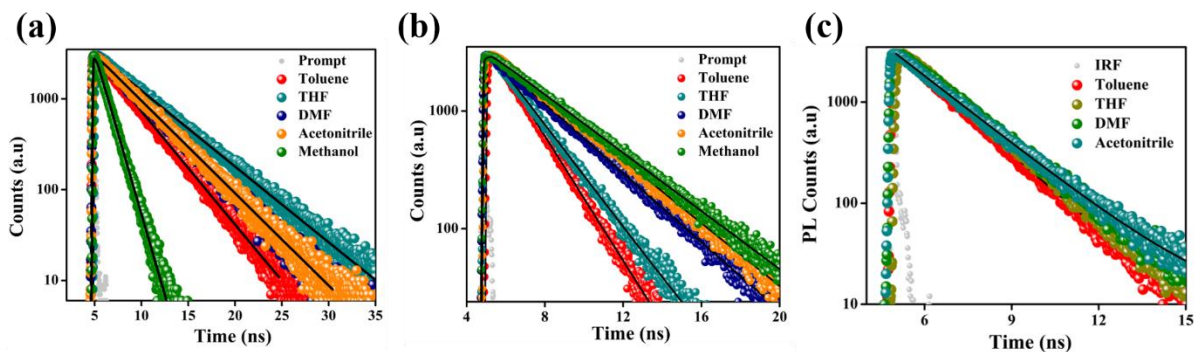 (a)
Counts (a.u)
1000
100
10
Prompt
Toluene
THF
DMF
Acetonitrile
Methanol
5 10 15 20 25 30 35
Time (ns)
(b)
Counts (a.u)
1000
100
Prompt
Toluene
THF
DMF
Acetonitrile
Methanol
4 8 12 16 20
Time (ns)
(c)
PL Counts (a.u)
1000
100
10
IRF
Toluene
THF
DMF
Acetonitrile
6 9 12 15
Time (ns)